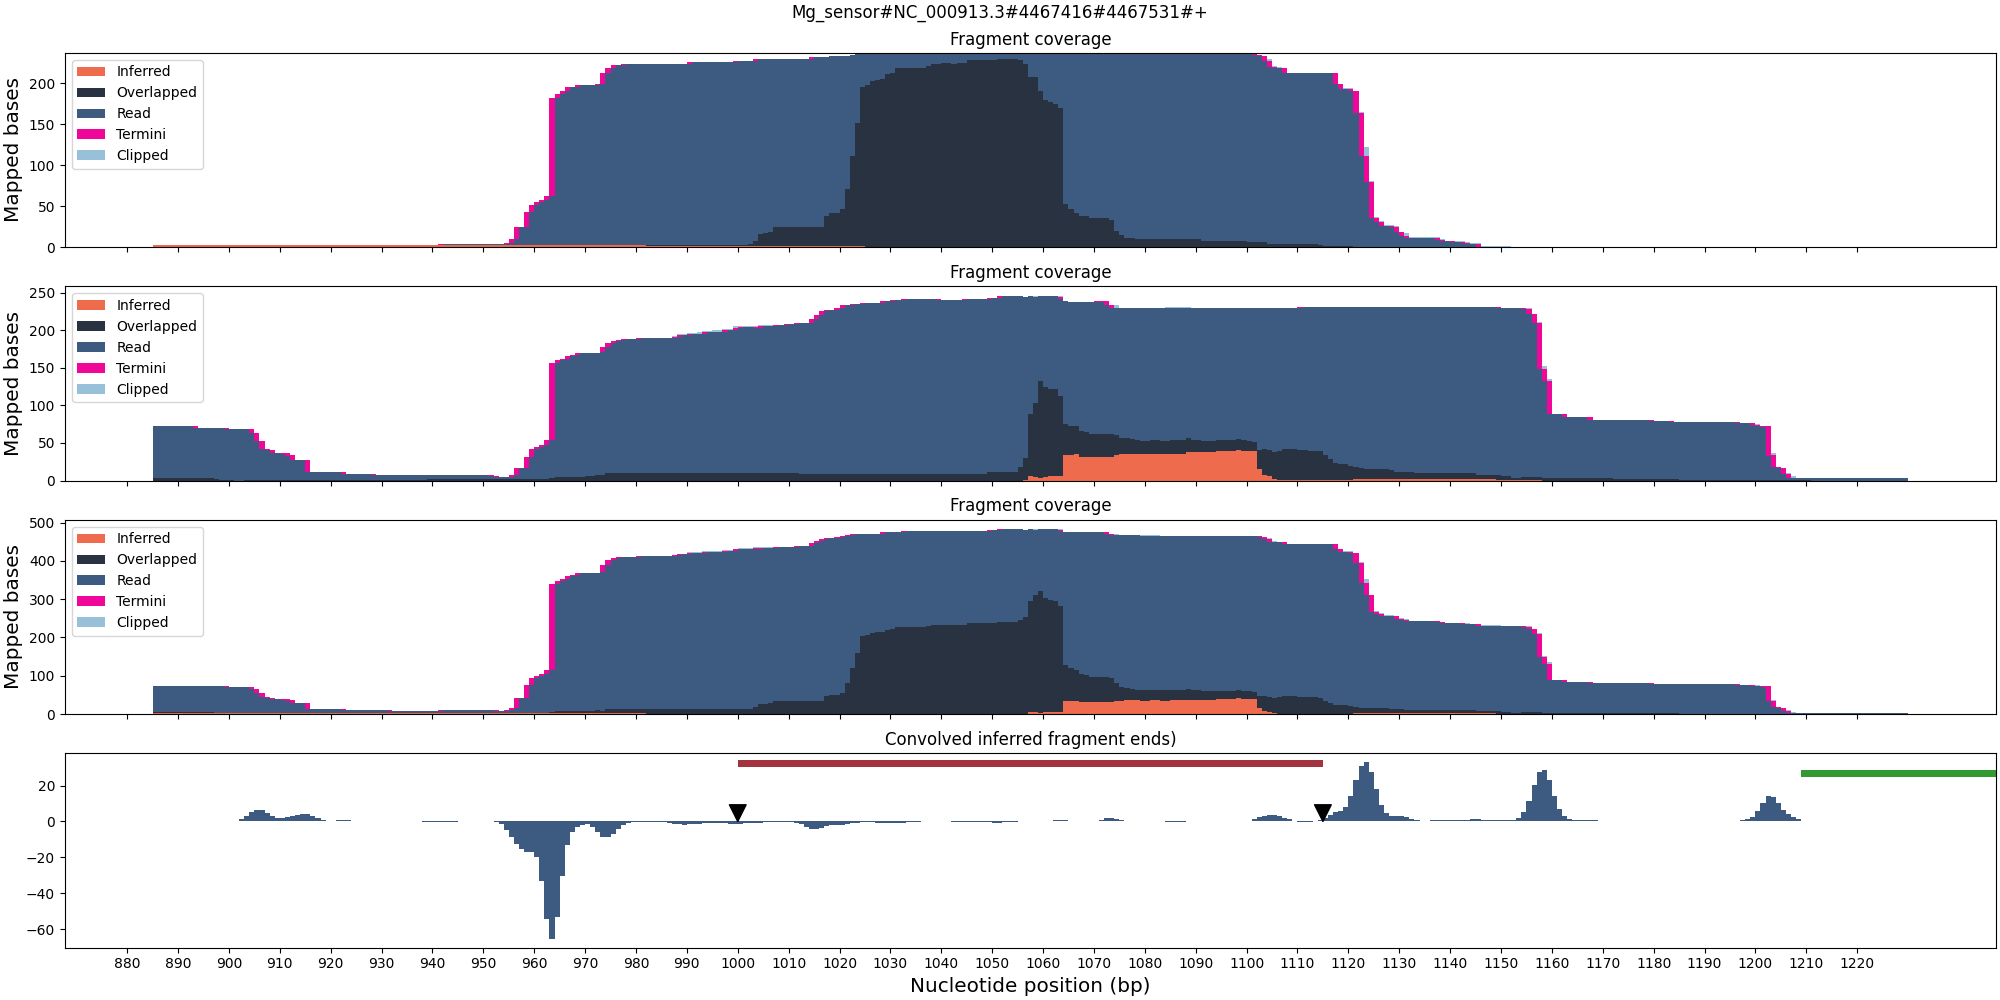 Mg_sensor#NC_000913.3#4467416#4467531#+
Fragment coverage
Mapped bases
200
150
100
50
0
Inferred
Overlapped
Read
Termini
Clipped
Fragment coverage
Mapped bases
250
200
150
100
50
0
Inferred
Overlapped
Read
Termini
Clipped
Fragment coverage
Mapped bases
500
400
300
200
100
0
Inferred
Overlapped
Read
Termini
Clipped
Convolved inferred fragment ends)
20
0
−20
−40
−60
880 890 900 910 920 930 940 950 960 970 980 990 1000 1010 1020 1030 1040 1050 1060 1070 1080 1090 1100 1110 1120 1130 1140 1150 1160 1170 1180 1190 1200 1210 1220
Nucleotide position (bp)